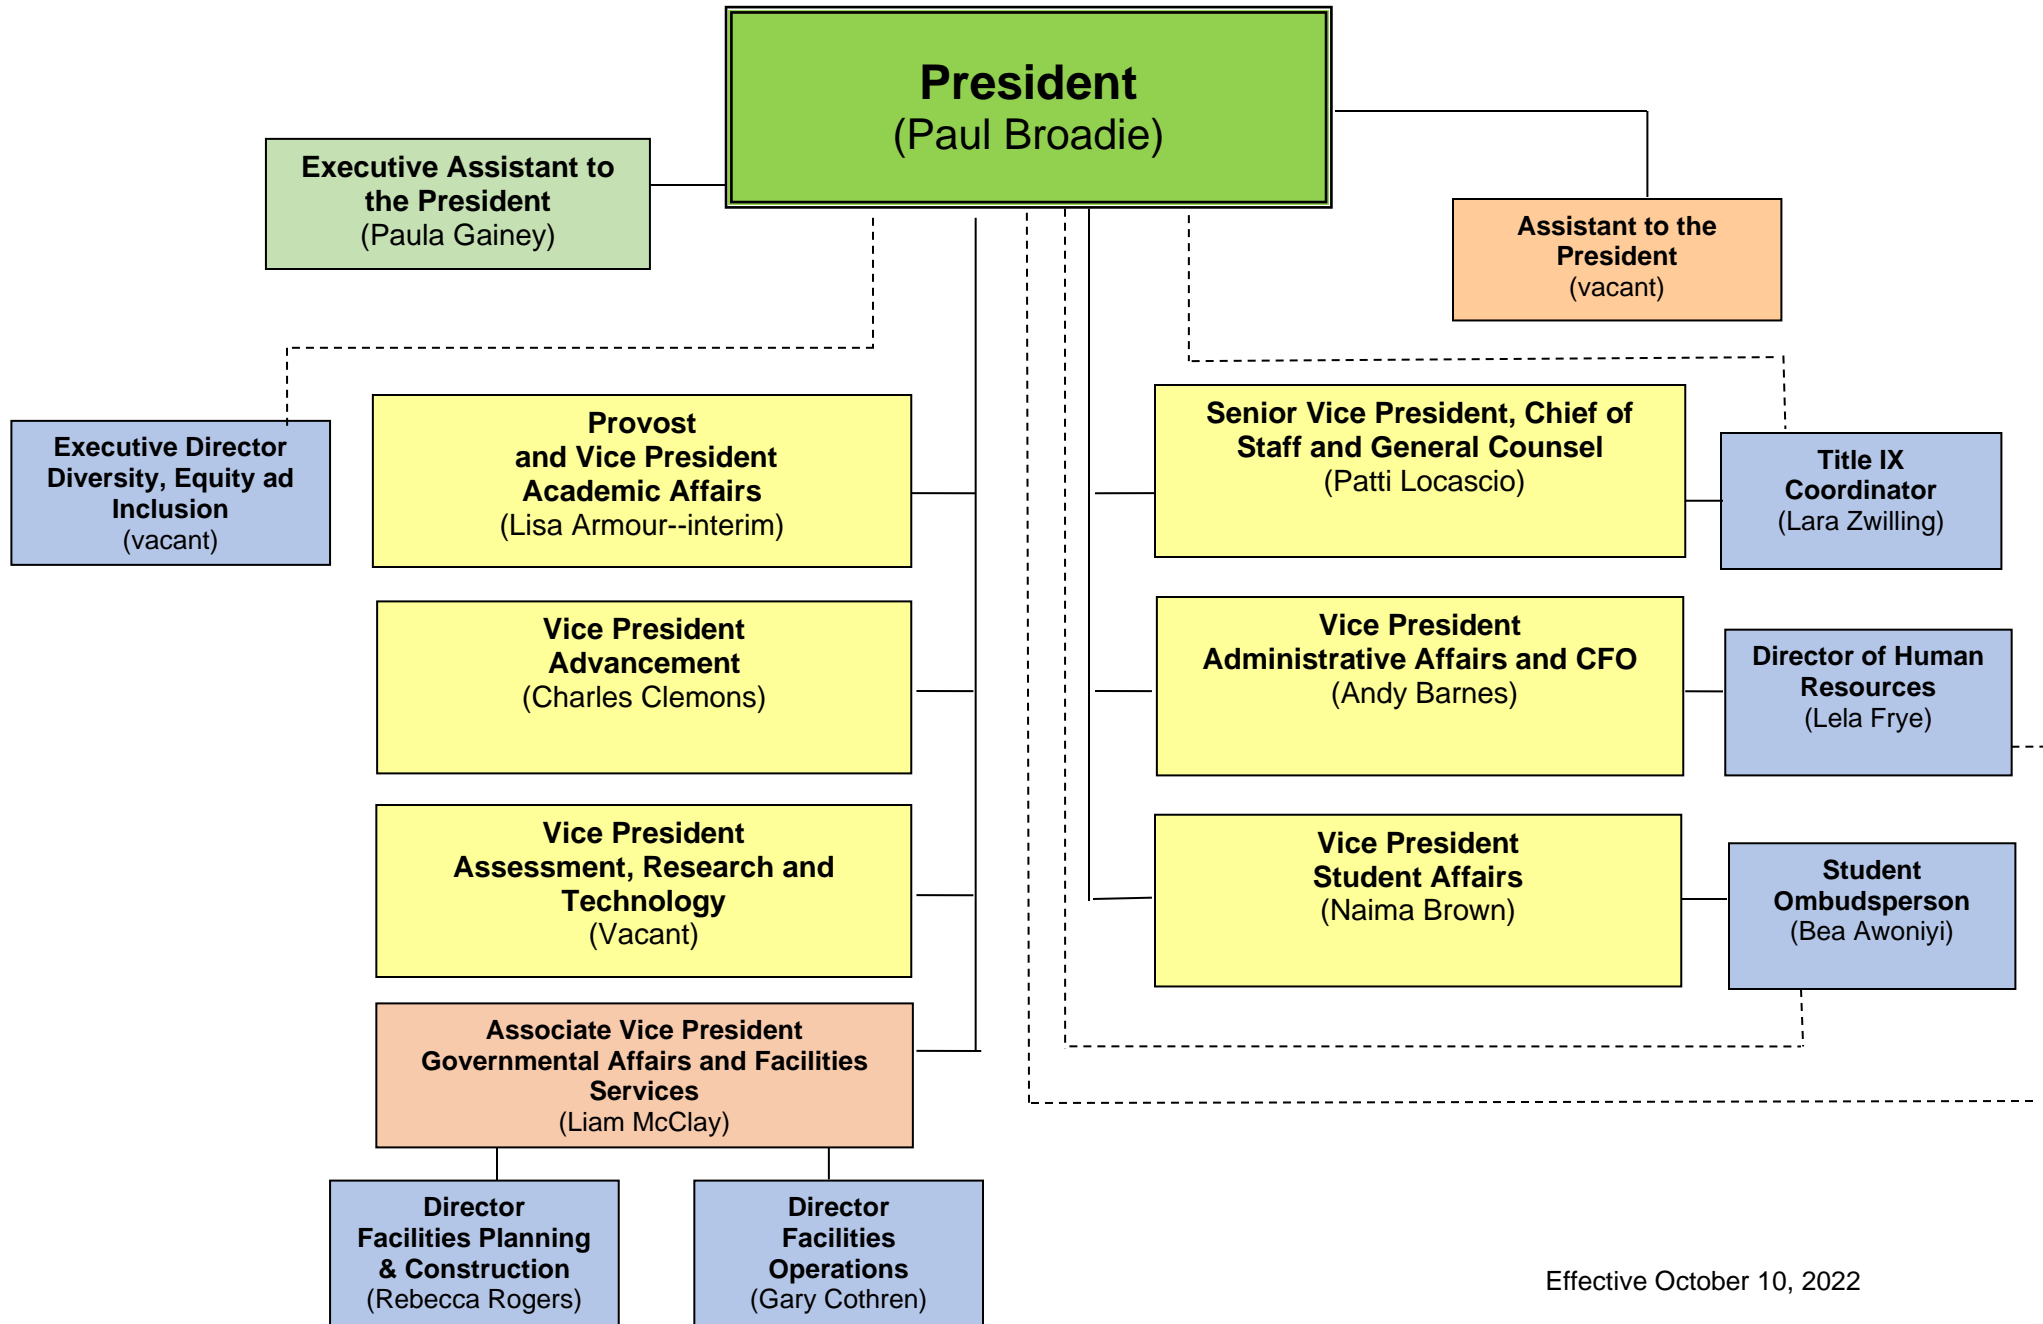 President
(Paul Broadie)
Executive Assistant to
the President
(Paula Gainey)
Assistant to the
President
(vacant)
Executive Director
Diversity, Equity ad
Inclusion
(vacant)
Provost
and Vice President
Academic Affairs
(Lisa Armour--interim)
Senior Vice President, Chief of
Staff and General Counsel
(Patti Locascio)
Title IX
Coordinator
(Lara Zwilling)
Vice President
Advancement
(Charles Clemons)
Vice President
Administrative Affairs and CFO
(Andy Barnes)
Director of Human
Resources
(Lela Frye)
Vice President
Assessment, Research and
Technology
(Vacant)
Vice President
Student Affairs
(Naima Brown)
Student
Ombudsperson
(Bea Awoniyi)
Associate Vice President
Governmental Affairs and Facilities
Services
(Liam McClay)
Director
Facilities Planning
& Construction
(Rebecca Rogers)
Director
Facilities
Operations
(Gary Cothren)
Effective October 10, 2022